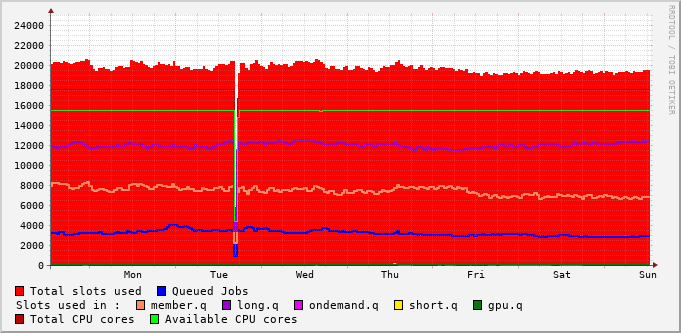 RRDTOOL / TOBI OETIKER
24000
22000
20000
18000
16000
14000
12000
10000
8000
6000
4000
2000
0
Mon Tue Wed Thu Fri Sat Sun
Total slots used Queued Jobs
Slots used in : member.q long.q ondemand.q short.q gpu.q
Total CPU cores Available CPU cores